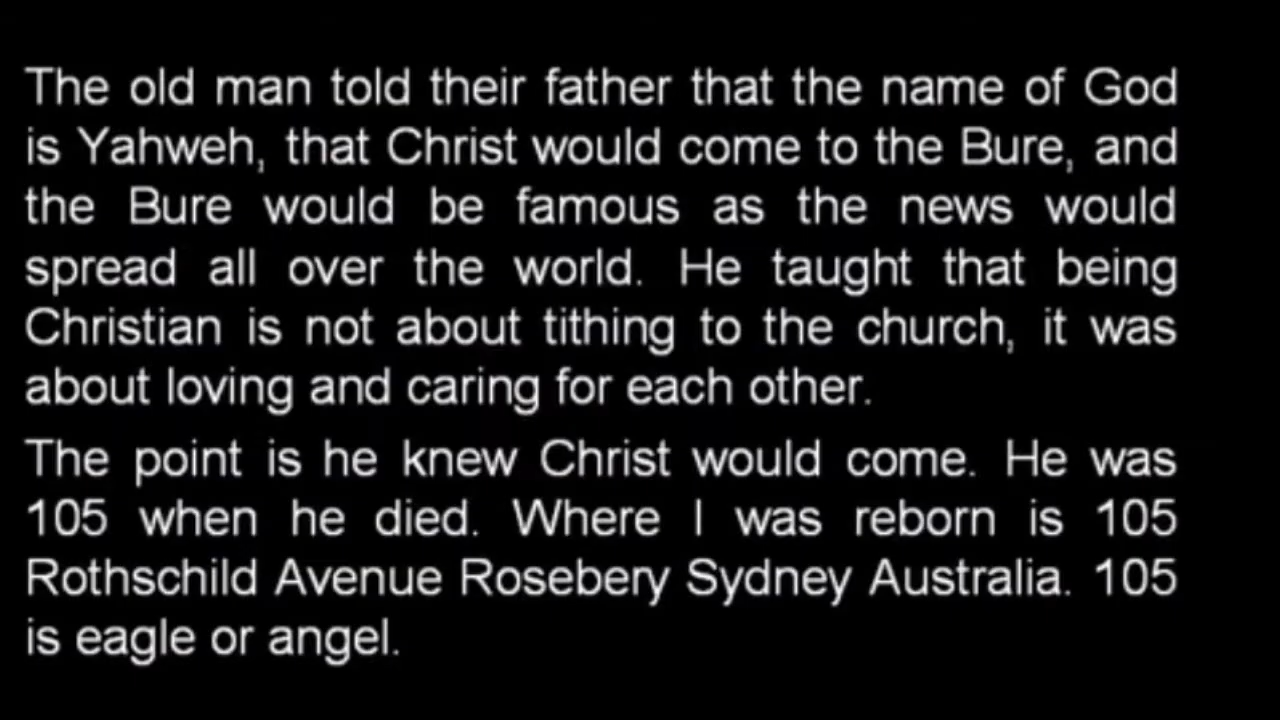 The old man told their father that the name of God
is Yahweh, that Christ would come to the Bure, and
the Bure would be famous as the news would
spread all over the world. He taught that being
Christian is not about tithing to the church, it was
about loving and caring for each other.
The point is he knew Christ would come. He was
105 when he died. Where I was reborn is 105
Rothschild Avenue Rosebery Sydney Australia. 105
is eagle or angel.